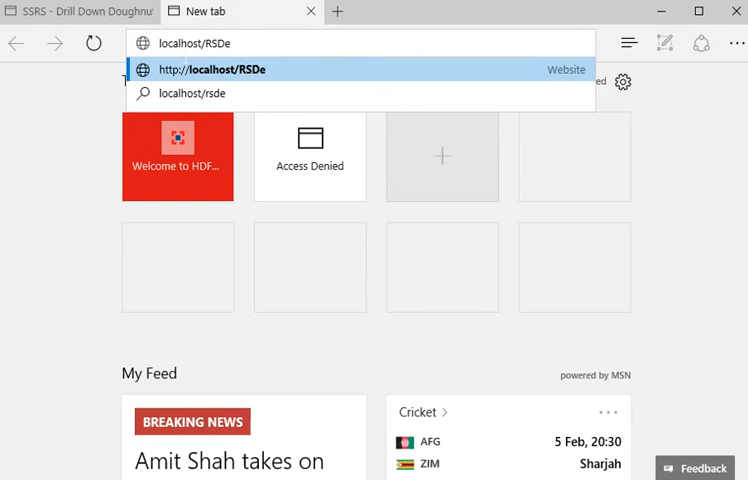 SSRS - Drill Down Doughnut
New tab
localhost/RSDe
http://localhost/RSDe
Website
localhost/rsde
T
ed
Welcome to HDF...
Access Denied
My Feed
powered by MSN
BREAKING NEWS
Amit Shah takes on
Cricket
AFG
5 Feb, 20:30
ZIM
Sharjah
Feedback